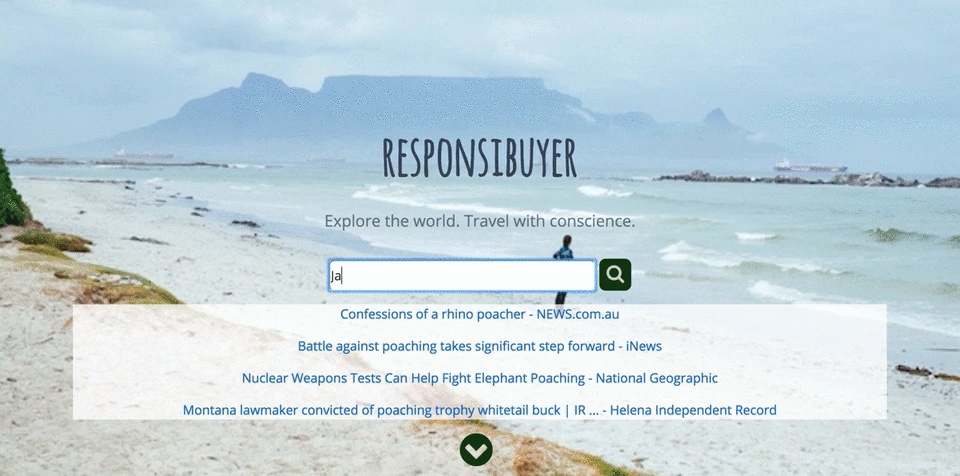 RESPONSIBUYER
Explore the world. Travel with conscience.
Ja
Confessions of a rhino poacher - NEWS.com.au
Battle against poaching takes significant step forward - iNews
Nuclear Weapons Tests Can Help Fight Elephant Poaching - National Geographic
Montana lawmaker convicted of poaching trophy whitetail buck | IR ... - Helena Independent Record